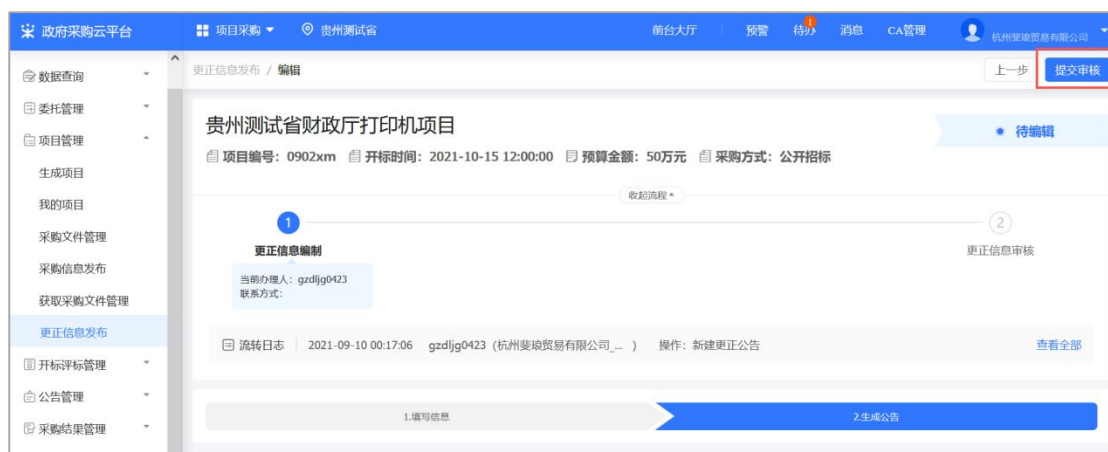 政府采购云平台 项目采购 贵州测试省 前台大厅 预警 待办 1 消息 CA管理 杭州斐琅贸易有限公司
数据查询
委托管理
项目管理
生成项目
我的项目
采购文件管理
采购信息发布
获取采购文件管理
更正信息发布
开标评标管理
公告管理
采购结果管理
更正信息发布 / 编辑 上一步 提交审核
贵州测试省财政厅打印机项目 待编辑
项目编号：0902xm 开标时间：2021-10-15 12:00:00 预算金额：50万元 采购方式：公开招标
收起流程
1 2
更正信息编制 更正信息审核
当前办理人：gzdljg0423
联系方式：
流转日志 2021-09-10 00:17:06 gzdljg0423（杭州斐琅贸易有限公司_... ） 操作：新建更正公告 查看全部
1.填写信息 2.生成公告